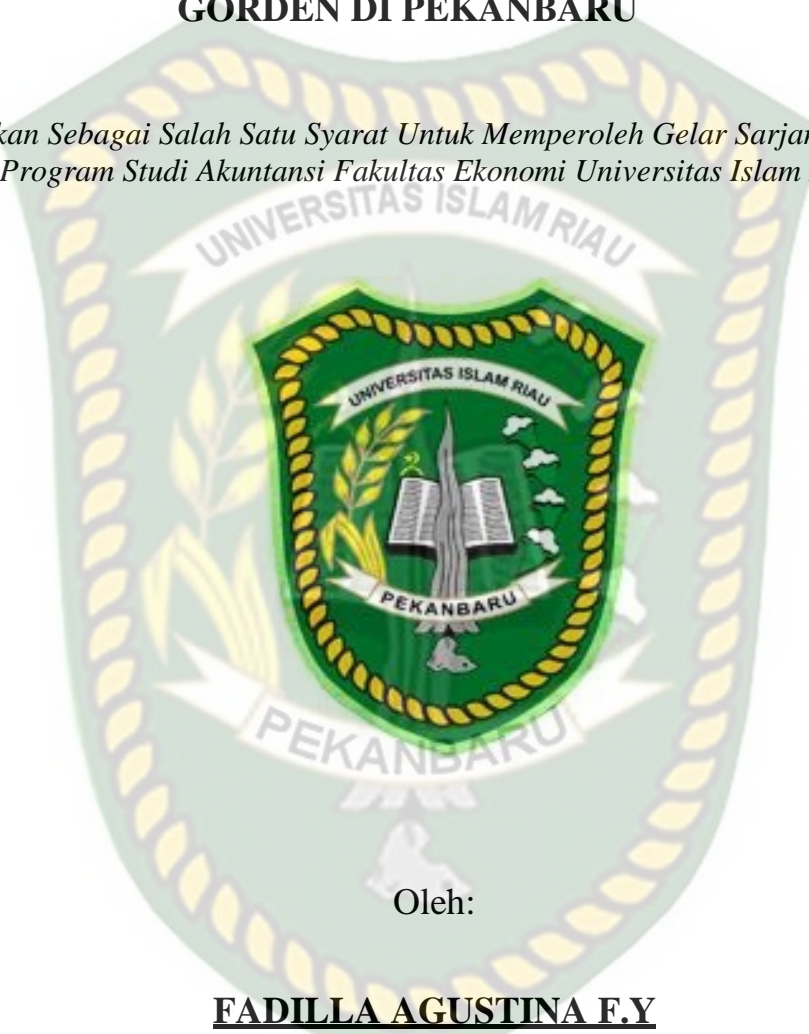 GORDEN DI PEKANBARU
kan Sebagai Salah Satu Syarat Untuk Memperoleh Gelar Sarjan
Program Studi Akuntansi Fakultas Ekonomi Universitas Islam
UNIVERSITAS ISLAM RIAU
UNIVERSITAS ISLAM RIAU
PEKANBARU
PEKANBARU
Oleh:
FADILLA AGUSTINA F.Y